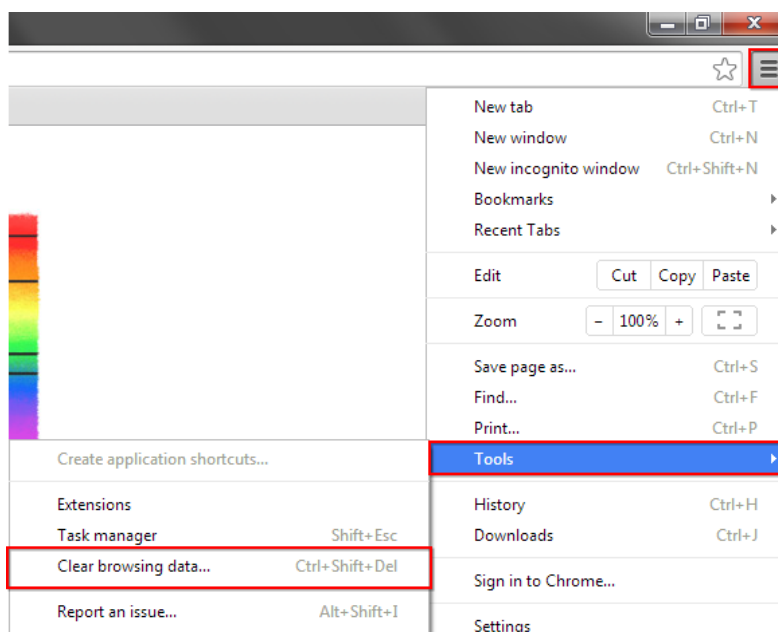 New tab Ctrl+T
New window Ctrl+N
New incognito window Ctrl+Shift+N
Bookmarks
Recent Tabs
Edit Cut Copy Paste
Zoom - 100% +
Save page as... Ctrl+S
Find... Ctrl+F
Print... Ctrl+P
Tools
Create application shortcuts...
Extensions
Task manager Shift+Esc
Clear browsing data... Ctrl+Shift+Del
Report an issue... Alt+Shift+I
History Ctrl+H
Downloads Ctrl+J
Sign in to Chrome...
Settings